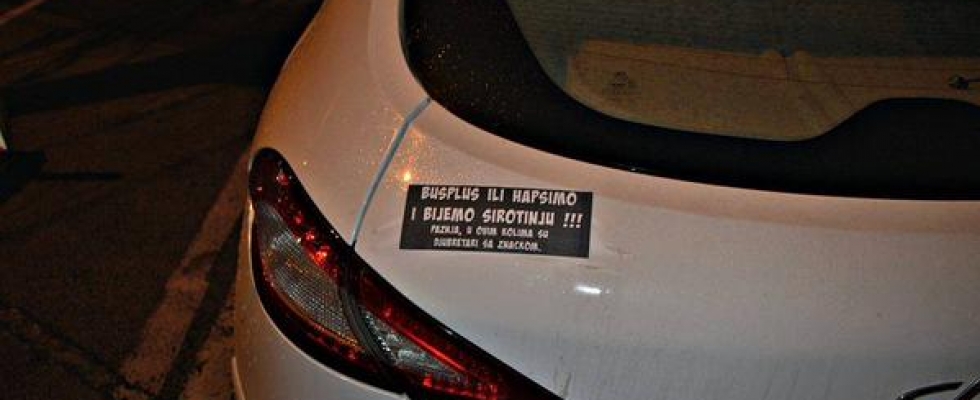 BUSPLUS ILI HAPSIMO
I BIJEMO SIROTINJU !!!
PAZNJA, U OVIM KOLIMA SU
DJUBRETARI SA ZNACKOM.